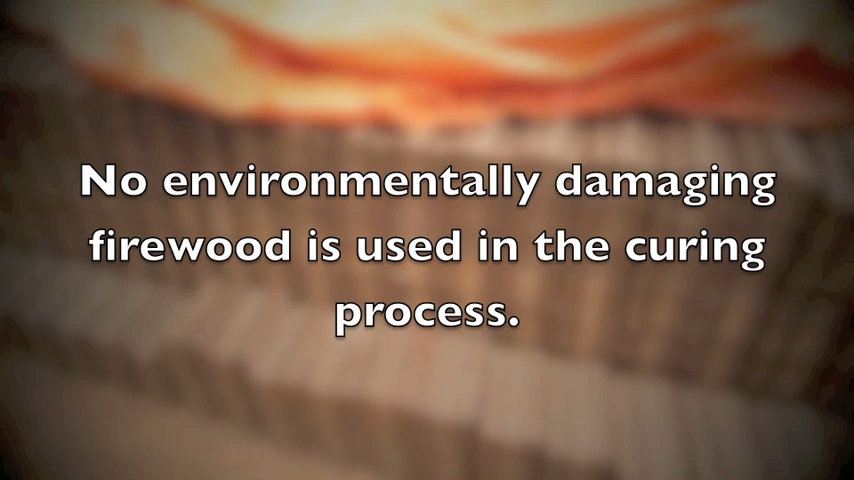 No environmentally damaging
firewood is used in the curing
process.